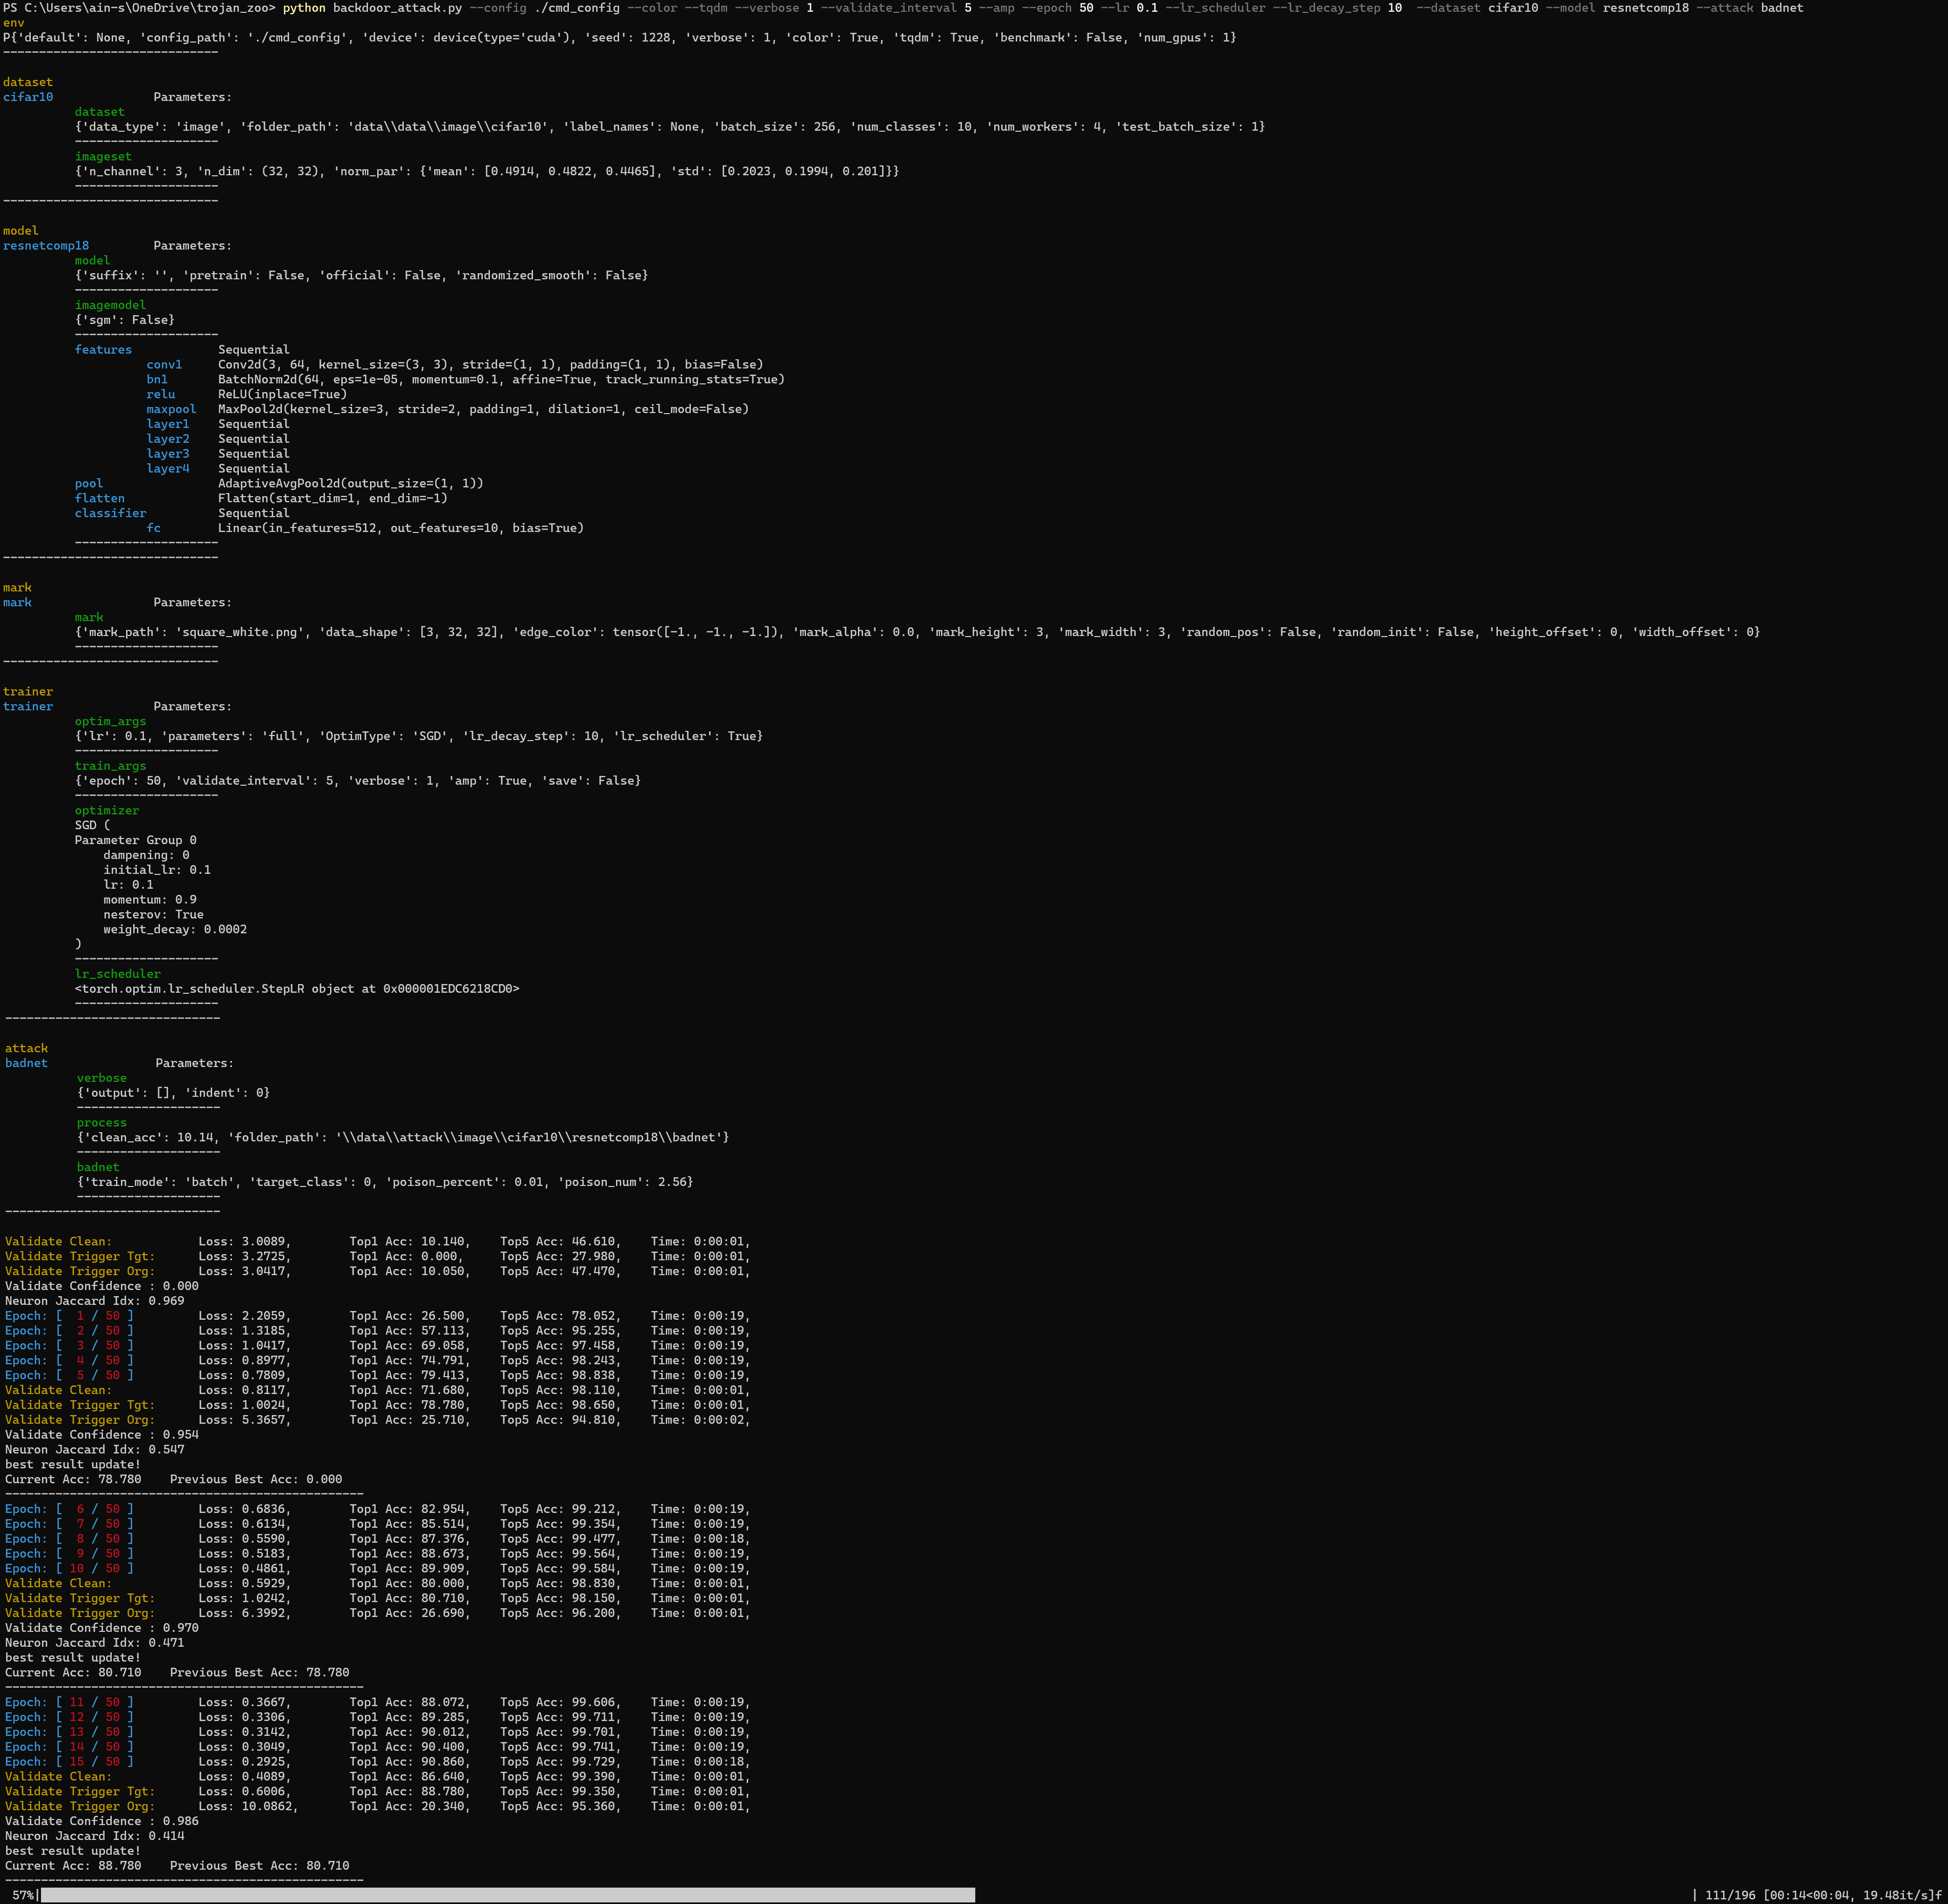 PS C:\Users\ain-s\OneDrive\trojan_zoo> python backdoor_attack.py --config ./cmd_config --color --tqdm --verbose 1 --validate_interval 5 --amp --epoch 50 --lr 0.1 --lr_scheduler --lr_decay_step 10  --dataset cifar10 --model resnetcomp18 --attack badnet
env
P{'default': None, 'config_path': './cmd_config', 'device': device(type='cuda'), 'seed': 1228, 'verbose': 1, 'color': True, 'tqdm': True, 'benchmark': False, 'num_gpus': 1}
------------------------------
dataset
cifar10 Parameters:
dataset
{'data_type': 'image', 'folder_path': 'data\\data\\image\\cifar10', 'label_names': None, 'batch_size': 256, 'num_classes': 10, 'num_workers': 4, 'test_batch_size': 1}
--------------------
imageset
{'n_channel': 3, 'n_dim': (32, 32), 'norm_par': {'mean': [0.4914, 0.4822, 0.4465], 'std': [0.2023, 0.1994, 0.201]}}
--------------------
------------------------------
model
resnetcomp18 Parameters:
model
{'suffix': '', 'pretrain': False, 'official': False, 'randomized_smooth': False}
--------------------
imagemodel
{'sgm': False}
--------------------
features Sequential
conv1 Conv2d(3, 64, kernel_size=(3, 3), stride=(1, 1), padding=(1, 1), bias=False)
bn1 BatchNorm2d(64, eps=1e-05, momentum=0.1, affine=True, track_running_stats=True)
relu ReLU(inplace=True)
maxpool MaxPool2d(kernel_size=3, stride=2, padding=1, dilation=1, ceil_mode=False)
layer1 Sequential
layer2 Sequential
layer3 Sequential
layer4 Sequential
pool AdaptiveAvgPool2d(output_size=(1, 1))
flatten Flatten(start_dim=1, end_dim=-1)
classifier Sequential
fc Linear(in_features=512, out_features=10, bias=True)
--------------------
------------------------------
mark
mark Parameters:
mark
{'mark_path': 'square_white.png', 'data_shape': [3, 32, 32], 'edge_color': tensor([-1., -1., -1.]), 'mark_alpha': 0.0, 'mark_height': 3, 'mark_width': 3, 'random_pos': False, 'random_init': False, 'height_offset': 0, 'width_offset': 0}
--------------------
------------------------------
trainer
trainer Parameters:
optim_args
{'lr': 0.1, 'parameters': 'full', 'OptimType': 'SGD', 'lr_decay_step': 10, 'lr_scheduler': True}
--------------------
train_args
{'epoch': 50, 'validate_interval': 5, 'verbose': 1, 'amp': True, 'save': False}
--------------------
optimizer
SGD (
Parameter Group 0
dampening: 0
initial_lr: 0.1
lr: 0.1
momentum: 0.9
nesterov: True
weight_decay: 0.0002
)
--------------------
lr_scheduler
<torch.optim.lr_scheduler.StepLR object at 0x000001EDC6218CD0>
--------------------
------------------------------
attack
badnet Parameters:
verbose
{'output': [], 'indent': 0}
--------------------
process
{'clean_acc': 10.14, 'folder_path': '\\data\\attack\\image\\cifar10\\resnetcomp18\\badnet'}
--------------------
badnet
{'train_mode': 'batch', 'target_class': 0, 'poison_percent': 0.01, 'poison_num': 2.56}
--------------------
------------------------------
Validate Clean: Loss: 3.0089, Top1 Acc: 10.140, Top5 Acc: 46.610, Time: 0:00:01,
Validate Trigger Tgt: Loss: 3.2725, Top1 Acc: 0.000, Top5 Acc: 27.980, Time: 0:00:01,
Validate Trigger Org: Loss: 3.0417, Top1 Acc: 10.050, Top5 Acc: 47.470, Time: 0:00:01,
Validate Confidence : 0.000
Neuron Jaccard Idx: 0.969
Epoch: [  1 / 50 ] Loss: 2.2059, Top1 Acc: 26.500, Top5 Acc: 78.052, Time: 0:00:19,
Epoch: [  2 / 50 ] Loss: 1.3185, Top1 Acc: 57.113, Top5 Acc: 95.255, Time: 0:00:19,
Epoch: [  3 / 50 ] Loss: 1.0417, Top1 Acc: 69.058, Top5 Acc: 97.458, Time: 0:00:19,
Epoch: [  4 / 50 ] Loss: 0.8977, Top1 Acc: 74.791, Top5 Acc: 98.243, Time: 0:00:19,
Epoch: [  5 / 50 ] Loss: 0.7809, Top1 Acc: 79.413, Top5 Acc: 98.838, Time: 0:00:19,
Validate Clean: Loss: 0.8117, Top1 Acc: 71.680, Top5 Acc: 98.110, Time: 0:00:01,
Validate Trigger Tgt: Loss: 1.0024, Top1 Acc: 78.780, Top5 Acc: 98.650, Time: 0:00:01,
Validate Trigger Org: Loss: 5.3657, Top1 Acc: 25.710, Top5 Acc: 94.810, Time: 0:00:02,
Validate Confidence : 0.954
Neuron Jaccard Idx: 0.547
best result update!
Current Acc: 78.780    Previous Best Acc: 0.000
--------------------------------------------------
Epoch: [  6 / 50 ] Loss: 0.6836, Top1 Acc: 82.954, Top5 Acc: 99.212, Time: 0:00:19,
Epoch: [  7 / 50 ] Loss: 0.6134, Top1 Acc: 85.514, Top5 Acc: 99.354, Time: 0:00:19,
Epoch: [  8 / 50 ] Loss: 0.5590, Top1 Acc: 87.376, Top5 Acc: 99.477, Time: 0:00:18,
Epoch: [  9 / 50 ] Loss: 0.5183, Top1 Acc: 88.673, Top5 Acc: 99.564, Time: 0:00:19,
Epoch: [ 10 / 50 ] Loss: 0.4861, Top1 Acc: 89.909, Top5 Acc: 99.584, Time: 0:00:19,
Validate Clean: Loss: 0.5929, Top1 Acc: 80.000, Top5 Acc: 98.830, Time: 0:00:01,
Validate Trigger Tgt: Loss: 1.0242, Top1 Acc: 80.710, Top5 Acc: 98.150, Time: 0:00:01,
Validate Trigger Org: Loss: 6.3992, Top1 Acc: 26.690, Top5 Acc: 96.200, Time: 0:00:01,
Validate Confidence : 0.970
Neuron Jaccard Idx: 0.471
best result update!
Current Acc: 80.710    Previous Best Acc: 78.780
--------------------------------------------------
Epoch: [ 11 / 50 ] Loss: 0.3667, Top1 Acc: 88.072, Top5 Acc: 99.606, Time: 0:00:19,
Epoch: [ 12 / 50 ] Loss: 0.3306, Top1 Acc: 89.285, Top5 Acc: 99.711, Time: 0:00:19,
Epoch: [ 13 / 50 ] Loss: 0.3142, Top1 Acc: 90.012, Top5 Acc: 99.701, Time: 0:00:19,
Epoch: [ 14 / 50 ] Loss: 0.3049, Top1 Acc: 90.400, Top5 Acc: 99.741, Time: 0:00:19,
Epoch: [ 15 / 50 ] Loss: 0.2925, Top1 Acc: 90.860, Top5 Acc: 99.729, Time: 0:00:18,
Validate Clean: Loss: 0.4089, Top1 Acc: 86.640, Top5 Acc: 99.390, Time: 0:00:01,
Validate Trigger Tgt: Loss: 0.6006, Top1 Acc: 88.780, Top5 Acc: 99.350, Time: 0:00:01,
Validate Trigger Org: Loss: 10.0862, Top1 Acc: 20.340, Top5 Acc: 95.360, Time: 0:00:01,
Validate Confidence : 0.986
Neuron Jaccard Idx: 0.414
best result update!
Current Acc: 88.780    Previous Best Acc: 80.710
--------------------------------------------------
57%| | 111/196 [00:14<00:04, 19.48it/s]f